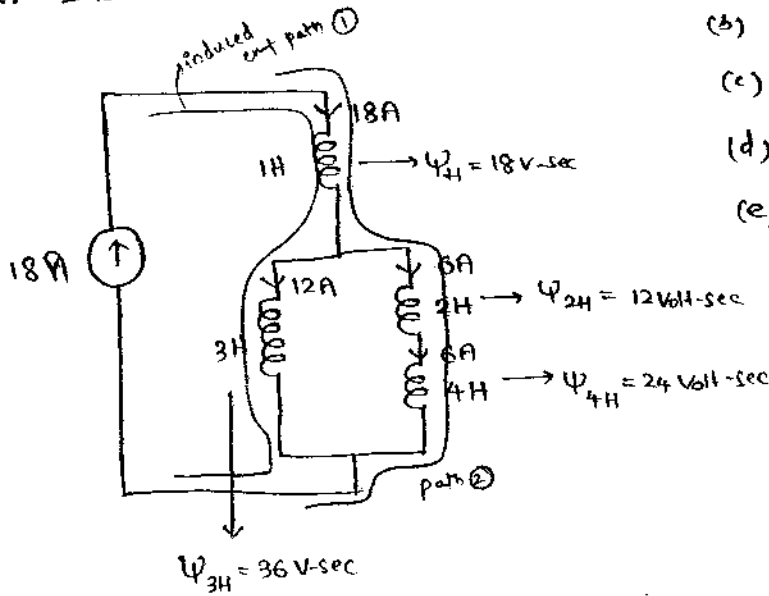 induced
emf path ①
(b)
(c)
(d)
(e)
18A
1H
Ψ1H = 18 V-sec
18A
12A
6A
2H
Ψ2H = 12 Volt-sec
3H
6A
4H
Ψ4H = 24 Volt-sec
path ②
Ψ3H = 36 V-sec